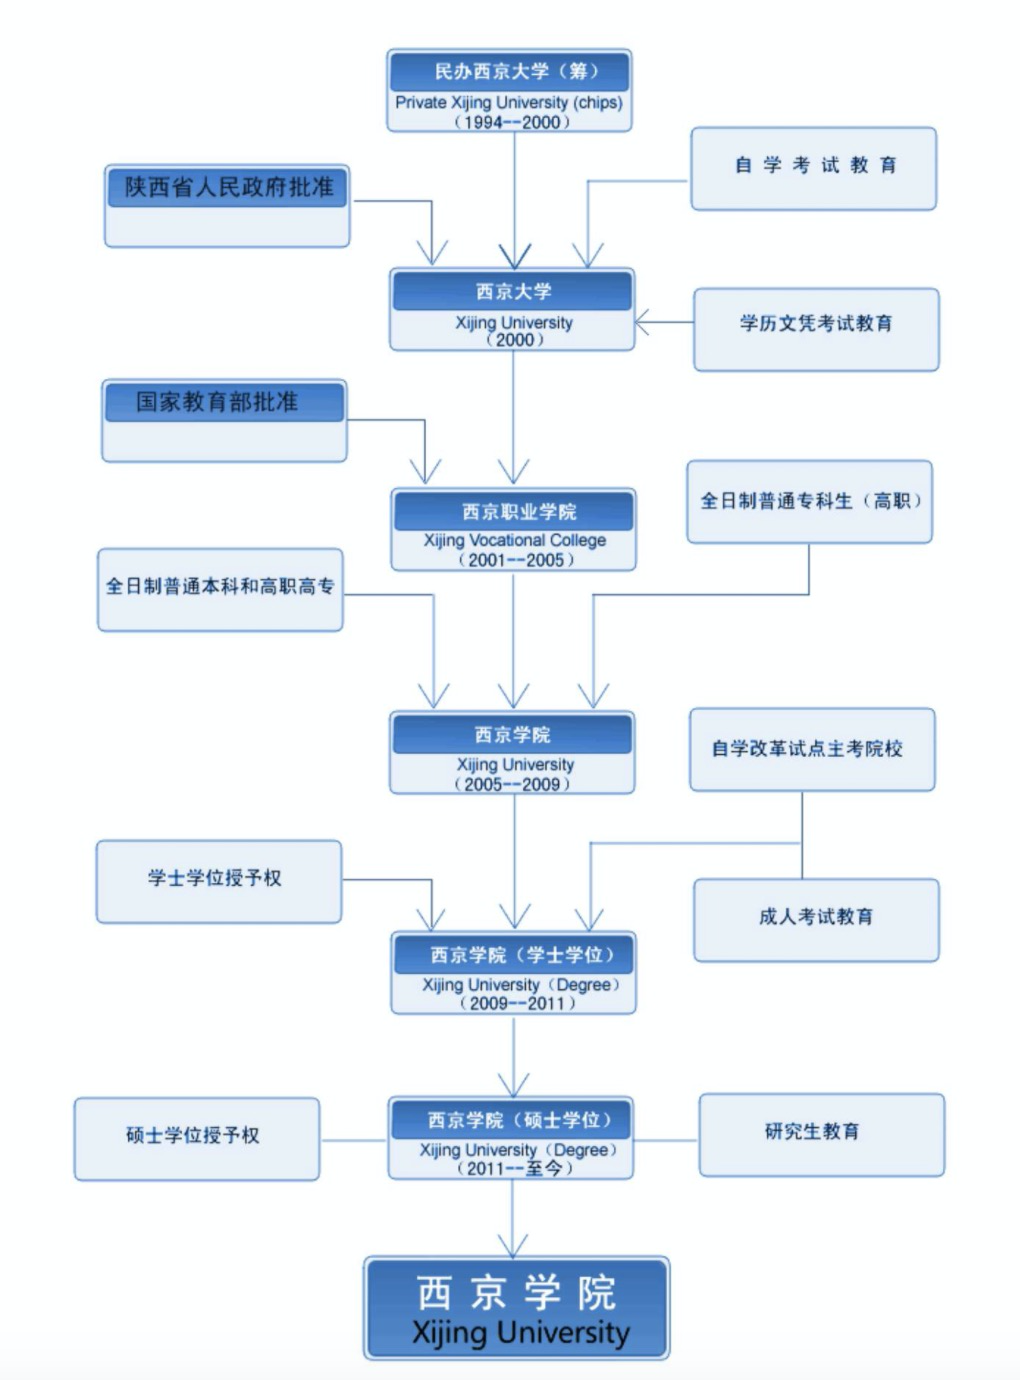 民办西京大学（筹）
Private Xijing University (chips)
（1994--2000）
自学考试教育
陕西省人民政府批准
西京大学
Xijing University
（2000）
学历文凭考试教育
国家教育部批准
西京职业学院
Xijing Vocational College
（2001--2005）
全日制普通专科生（高职）
全日制普通本科和高职高专
西京学院
Xijing University
（2005--2009）
自学改革试点主考院校
学士学位授予权
成人考试教育
西京学院（学士学位）
Xijing University（Degree）
（2009--2011）
硕士学位授予权
西京学院（硕士学位）
Xijing University（Degree）
（2011--至今）
研究生教育
西京学院
Xijing University